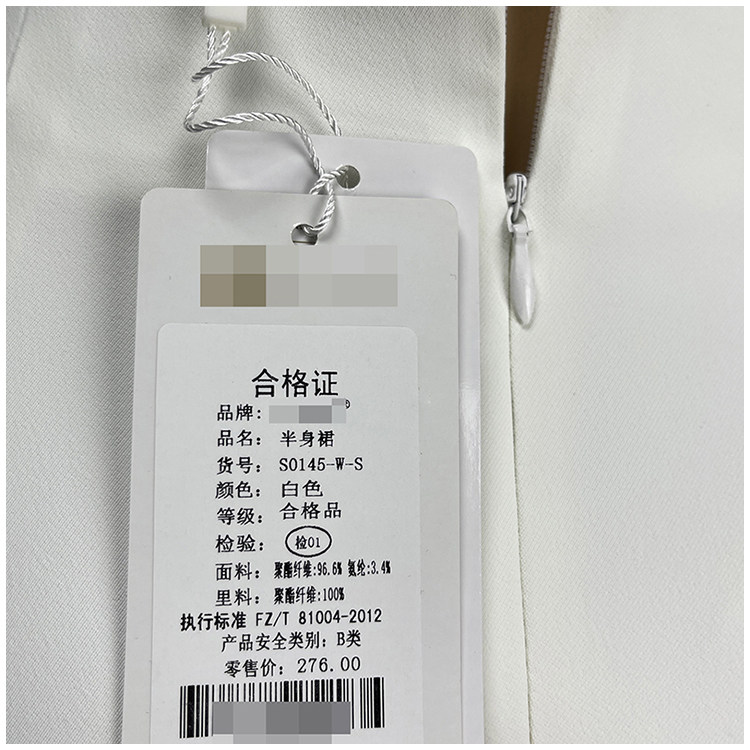 合格证
品牌: ®
品名: 半身裙
货号: S0145-W-S
颜色: 白色
等级: 合格品
检验: 检01
面料: 聚酯纤维:96.6% 氨纶:3.4%
里料: 聚酯纤维:100%
执行标准 FZ/T 81004-2012
产品安全类别: B类
零售价: 276.00